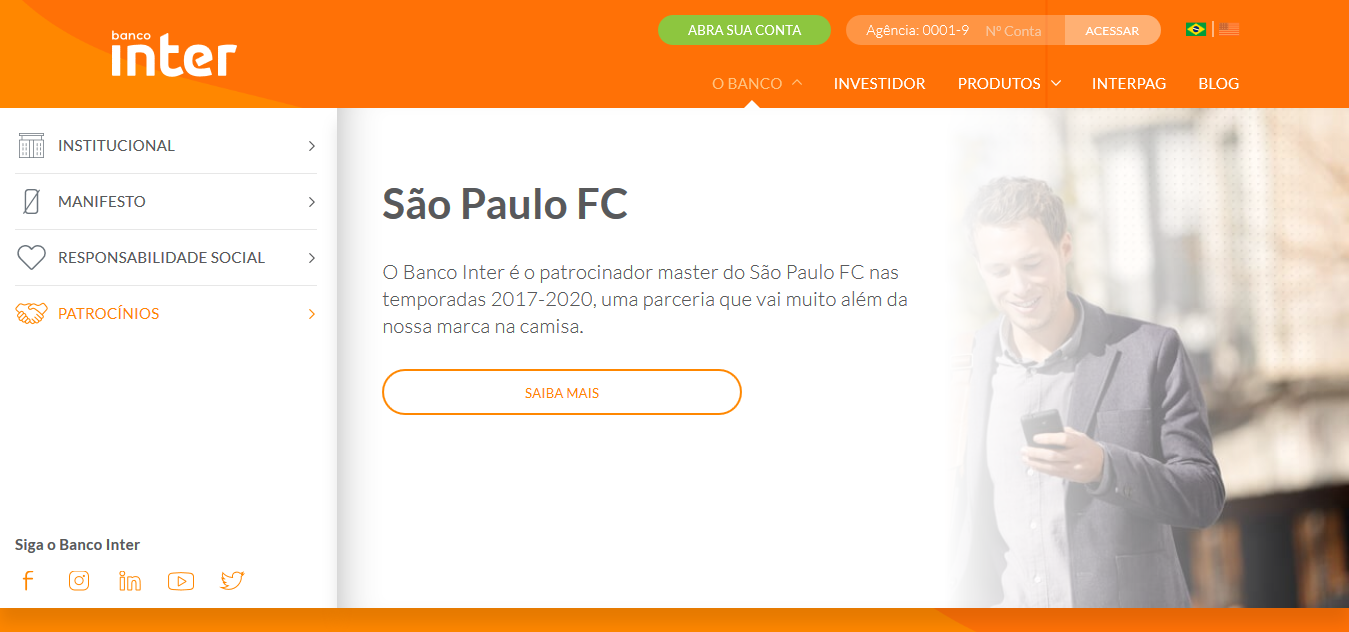 banco
inter
ABRA SUA CONTA
Agência: 0001-9
Nº Conta
ACESSAR
O BANCO
INVESTIDOR
PRODUTOS
INTERPAG
BLOG
INSTITUCIONAL
MANIFESTO
RESPONSABILIDADE SOCIAL
PATROCÍNIOS
São Paulo FC
O Banco Inter é o patrocinador master do São Paulo FC nas
temporadas 2017-2020, uma parceria que vai muito além da
nossa marca na camisa.
SAIBA MAIS
Siga o Banco Inter